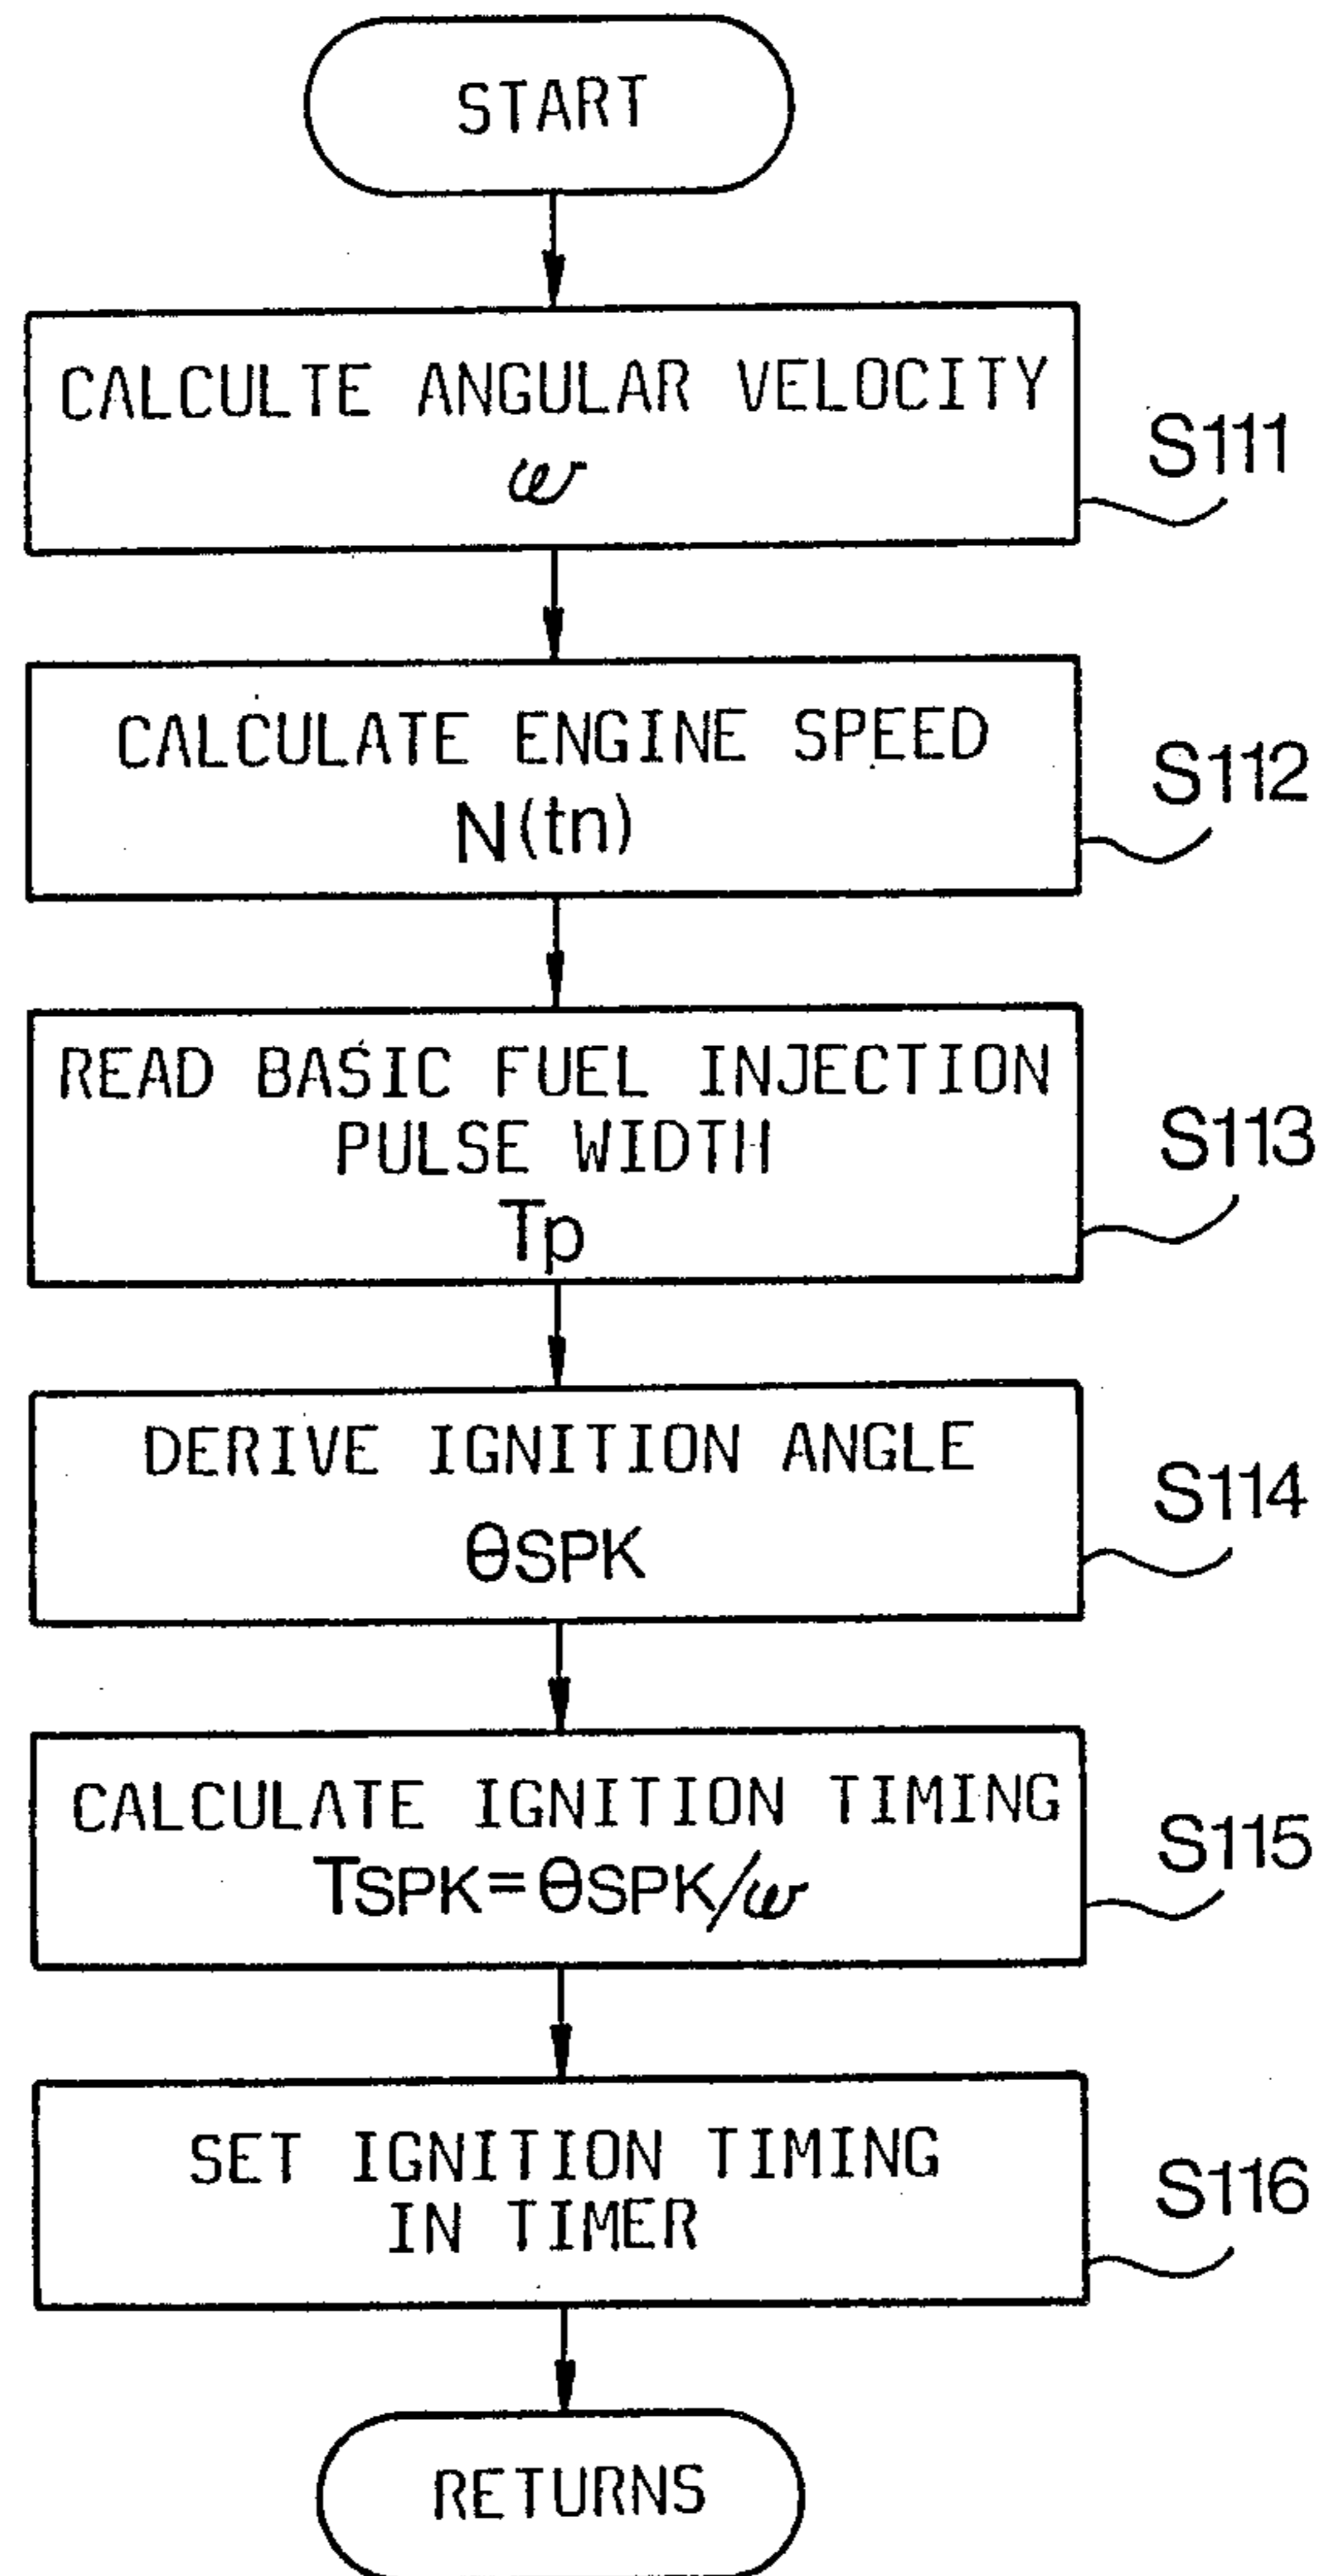 START
CALCULTE ANGULAR VELOCITY
ω
S111
CALCULATE ENGINE SPEED
N(tn)
S112
READ BASIC FUEL INJECTION
PULSE WIDTH
Tp
S113
DERIVE IGNITION ANGLE
θSPK
S114
CALCULATE IGNITION TIMING
TSPK=θSPK/ω
S115
SET IGNITION TIMING
IN TIMER
S116
RETURNS